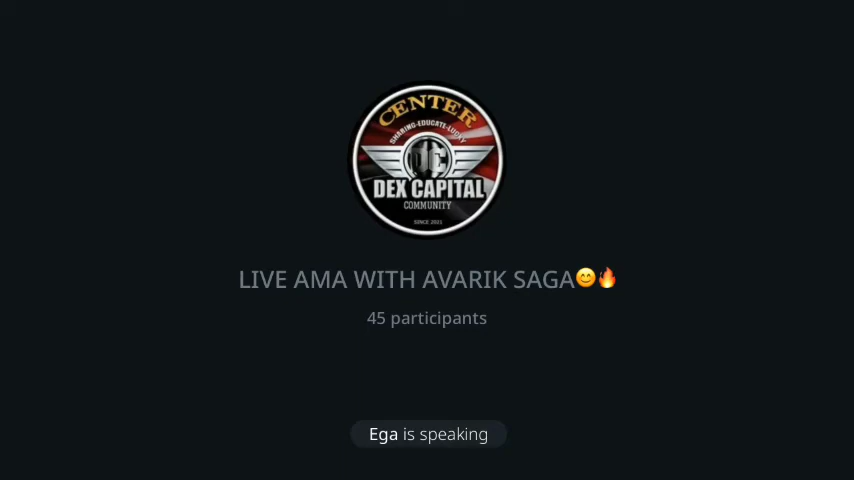 CENTER
SHARING-EDUCATE-LUCKY
DC
DEX CAPITAL
COMMUNITY
SINCE 2021
LIVE AMA WITH AVARIK SAGA😊🔥
45 participants
Ega is speaking